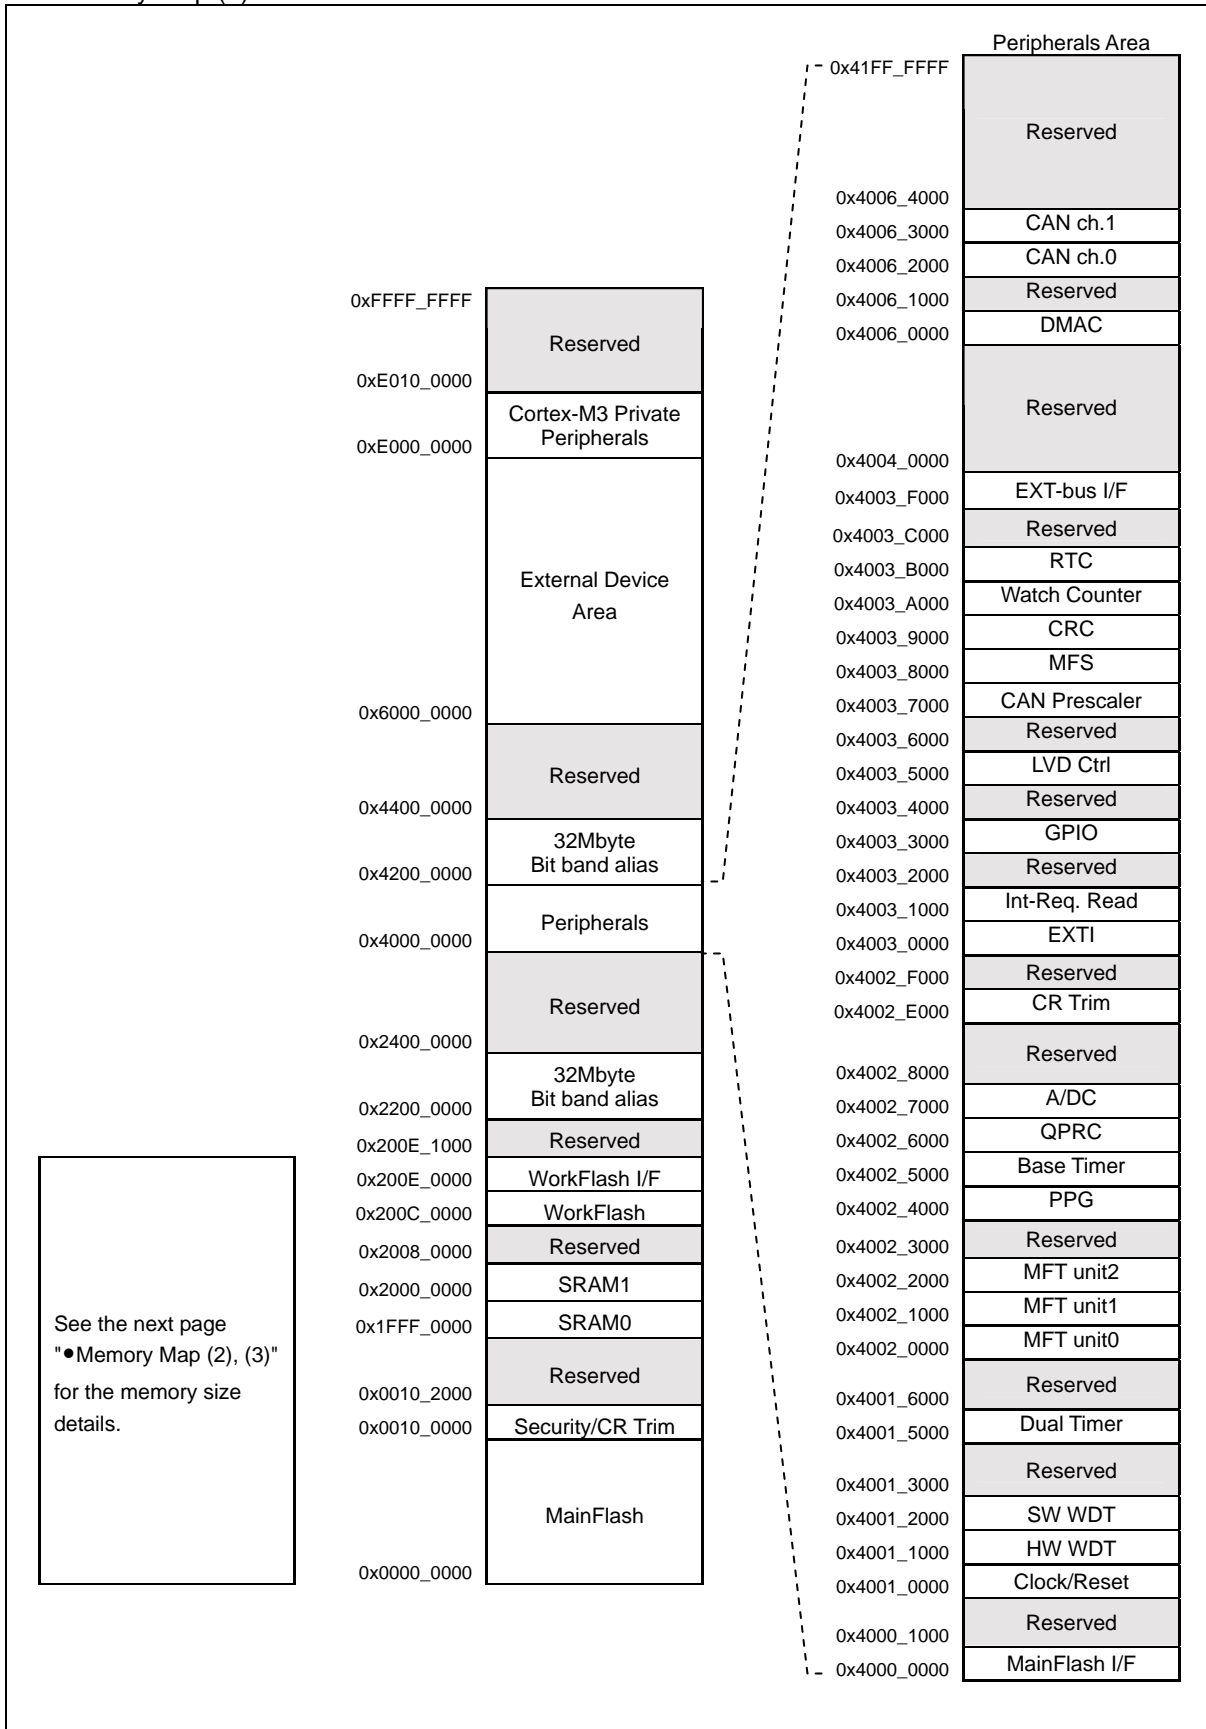 Peripherals Area
0x41FF_FFFF
Reserved
0x4006_4000
CAN ch.1
0x4006_3000
CAN ch.0
0x4006_2000
Reserved
0x4006_1000
DMAC
0x4006_0000
Reserved
0x4004_0000
EXT-bus I/F
0x4003_F000
Reserved
0x4003_C000
RTC
0x4003_B000
Watch Counter
0x4003_A000
CRC
0x4003_9000
MFS
0x4003_8000
CAN Prescaler
0x4003_7000
Reserved
0x4003_6000
LVD Ctrl
0x4003_5000
Reserved
0x4003_4000
GPIO
0x4003_3000
Reserved
0x4003_2000
Int-Req. Read
0x4003_1000
EXTI
0x4003_0000
Reserved
0x4002_F000
CR Trim
0x4002_E000
Reserved
0x4002_8000
A/DC
0x4002_7000
QPRC
0x4002_6000
Base Timer
0x4002_5000
PPG
0x4002_4000
Reserved
0x4002_3000
MFT unit2
0x4002_2000
MFT unit1
0x4002_1000
MFT unit0
0x4002_0000
Reserved
0x4001_6000
Dual Timer
0x4001_5000
Reserved
0x4001_3000
SW WDT
0x4001_2000
HW WDT
0x4001_1000
Clock/Reset
0x4001_0000
Reserved
0x4000_1000
MainFlash I/F
0x4000_0000
0xFFFF_FFFF
Reserved
0xE010_0000
Cortex-M3 Private
Peripherals
0xE000_0000
External Device
Area
0x6000_0000
Reserved
0x4400_0000
32Mbyte
Bit band alias
0x4200_0000
Peripherals
0x4000_0000
Reserved
0x2400_0000
32Mbyte
Bit band alias
0x2200_0000
Reserved
0x200E_1000
WorkFlash I/F
0x200E_0000
WorkFlash
0x200C_0000
Reserved
0x2008_0000
SRAM1
0x2000_0000
SRAM0
0x1FFF_0000
Reserved
0x0010_2000
Security/CR Trim
0x0010_0000
MainFlash
0x0000_0000
See the next page
"●Memory Map (2), (3)"
for the memory size
details.